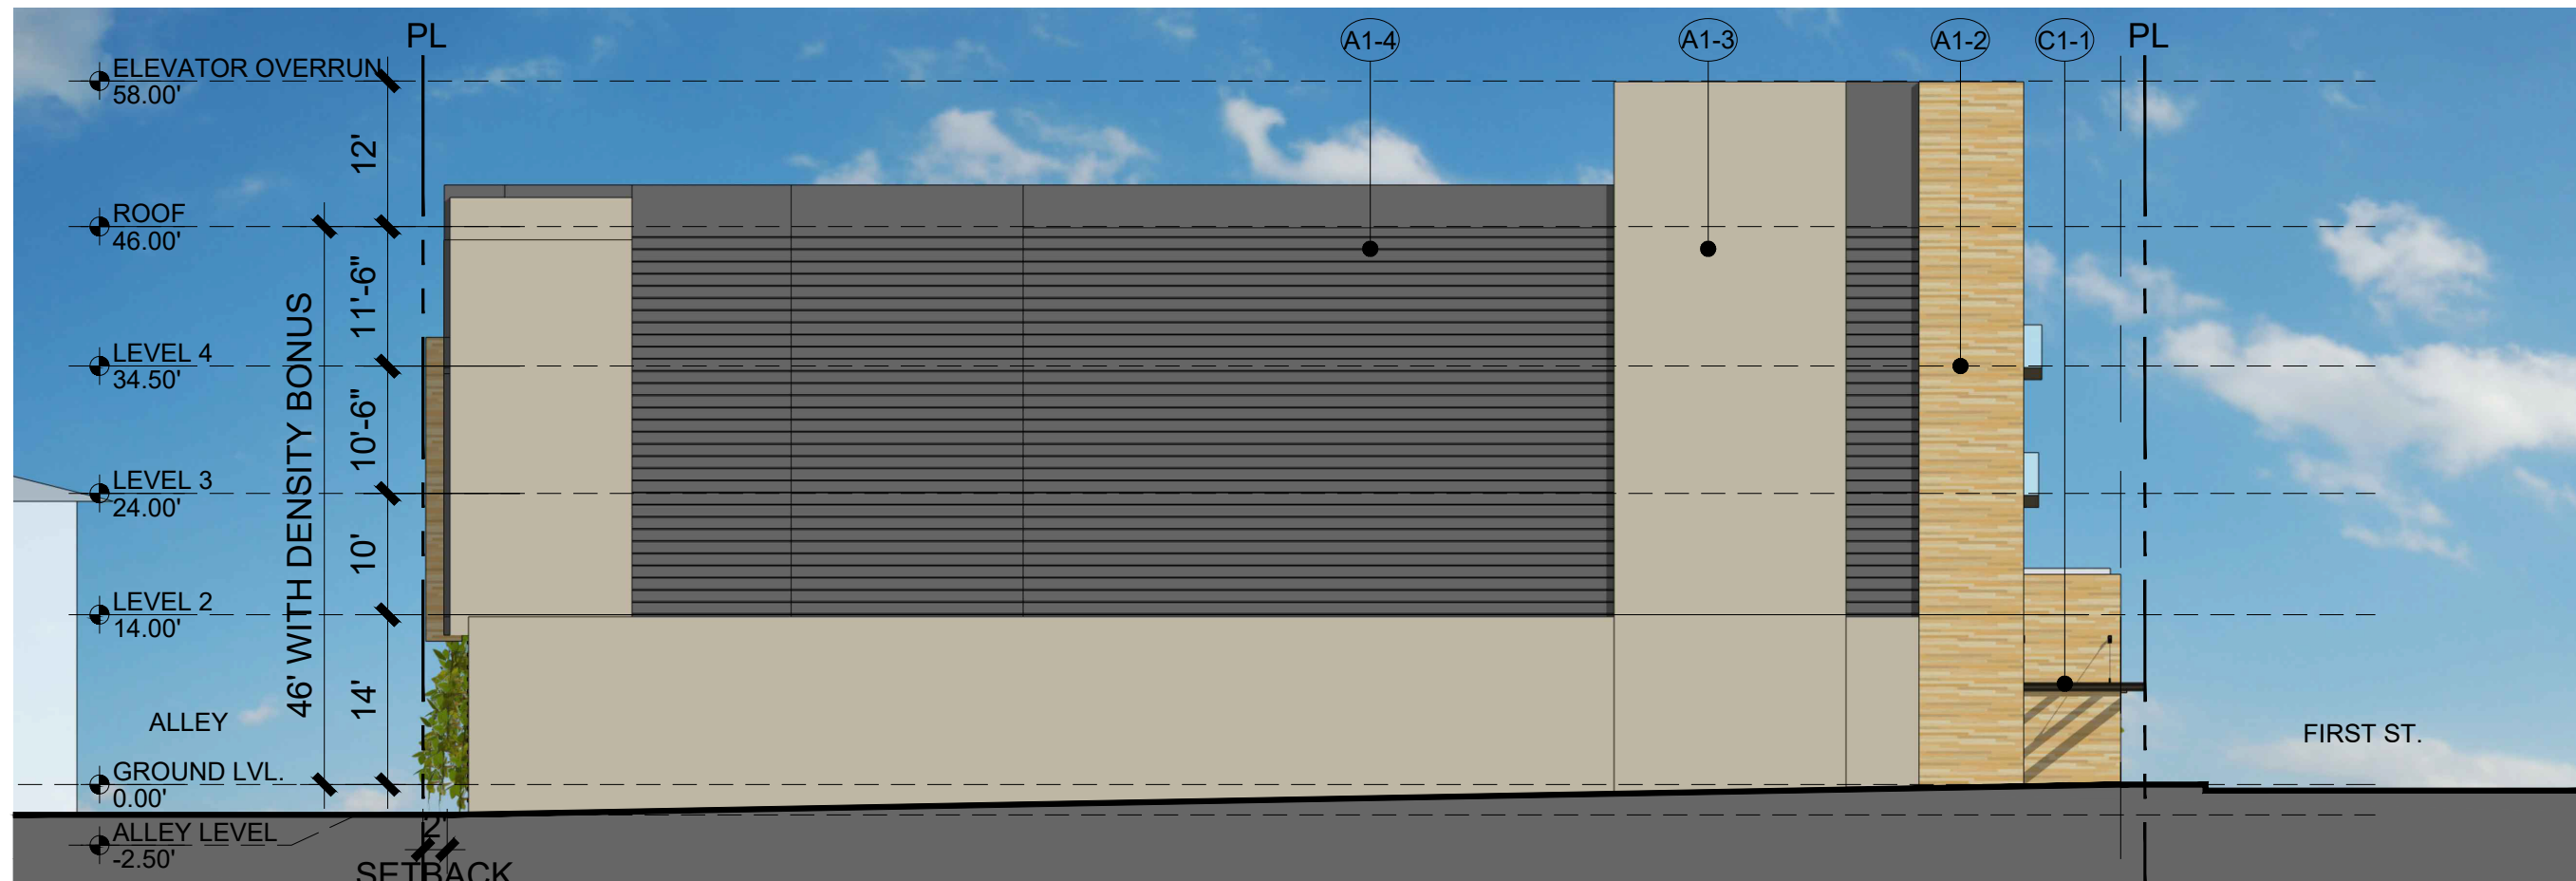 PL
A1-4
A1-3
A1-2
C1-1
PL
ELEVATOR OVERRUN
58.00'
12'
ROOF
46.00'
11'-6"
LEVEL 4
34.50'
10'-6"
LEVEL 3
24.00'
10'
LEVEL 2
14.00'
46' WITH DENSITY BONUS
14'
ALLEY
FIRST ST.
GROUND LVL.
0.00'
ALLEY LEVEL
-2.50'
2'
SETBACK